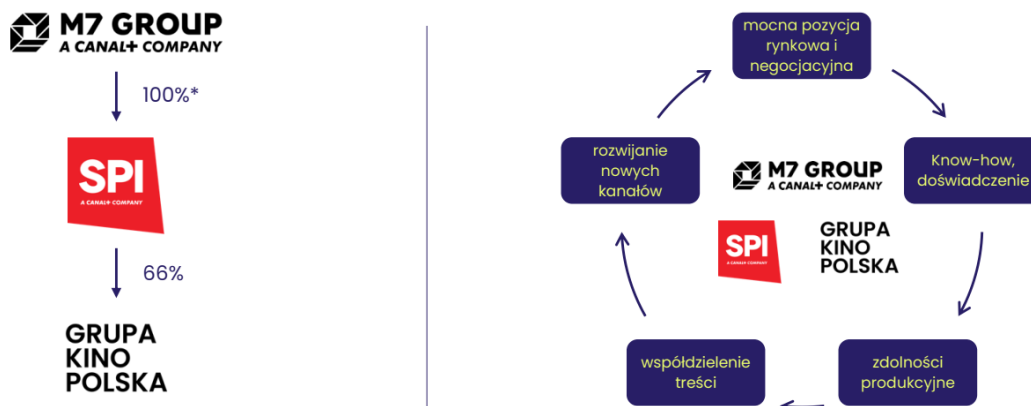 M7 GROUP
A CANAL+ COMPANY
100%*
SPI
A CANAL+ COMPANY
66%
GRUPA
KINO
POLSKA
mocna pozycja
rynkowa i
negocjacyjna
Know-how,
doświadczenie
zdolności
produkcyjne
współdzielenie
treści
rozwijanie
nowych
kanałów
M7 GROUP
A CANAL+ COMPANY
SPI
A CANAL+ COMPANY
GRUPA
KINO
POLSKA